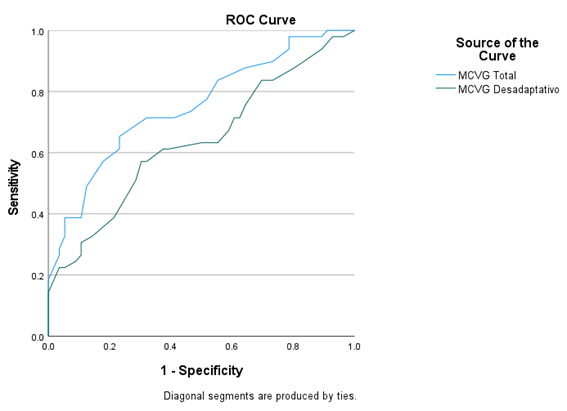 ROC Curve
Source of the
Curve
MCVG Total
MCVG Desadaptativo
Sensitivity
1.0
0.8
0.6
0.4
0.2
0.0
0.0 0.2 0.4 0.6 0.8 1.0
1 - Specificity
Diagonal segments are produced by ties.